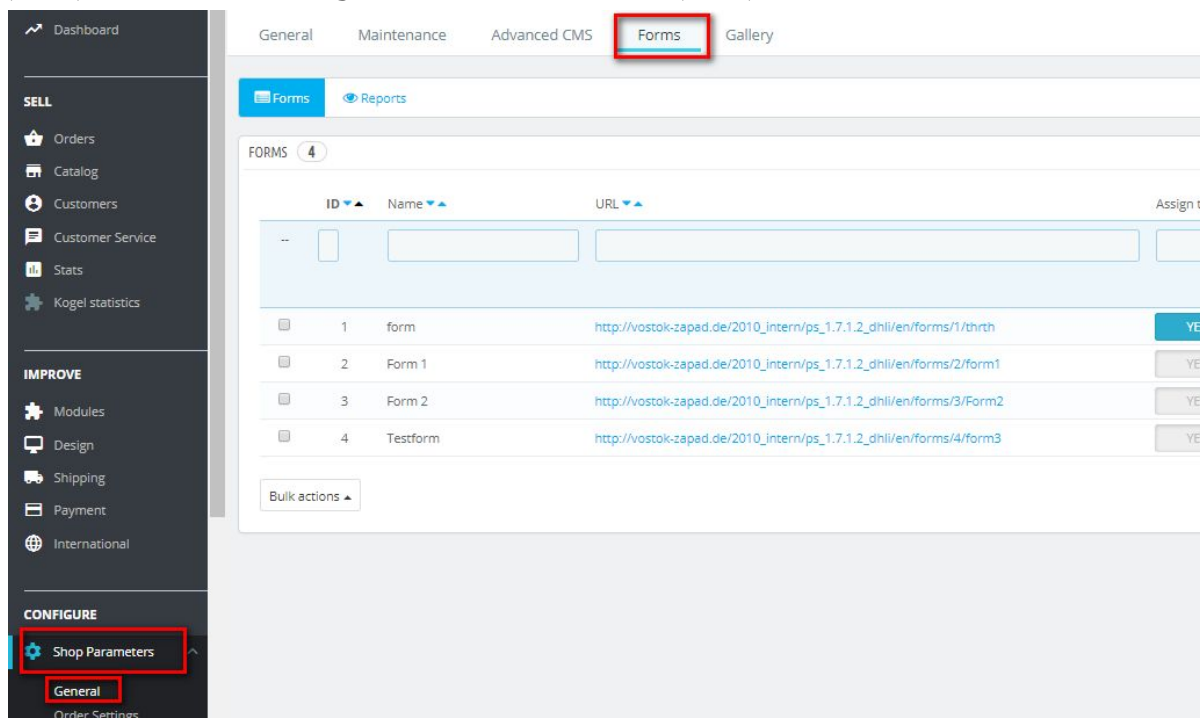 Dashboard
SELL
Orders
Catalog
Customers
Customer Service
Stats
Kogel statistics
IMPROVE
Modules
Design
Shipping
Payment
International
CONFIGURE
Shop Parameters
General
Order Settings
General Maintenance Advanced CMS Forms Gallery
Forms Reports
FORMS 4
ID Name URL Assign t
--
1 form http://vostok-zapad.de/2010_intern/ps_1.7.1.2_dhli/en/forms/1/thrth YE
2 Form 1 http://vostok-zapad.de/2010_intern/ps_1.7.1.2_dhli/en/forms/2/form1 YE
3 Form 2 http://vostok-zapad.de/2010_intern/ps_1.7.1.2_dhli/en/forms/3/Form2 YE
4 Testform http://vostok-zapad.de/2010_intern/ps_1.7.1.2_dhli/en/forms/4/form3 YE
Bulk actions